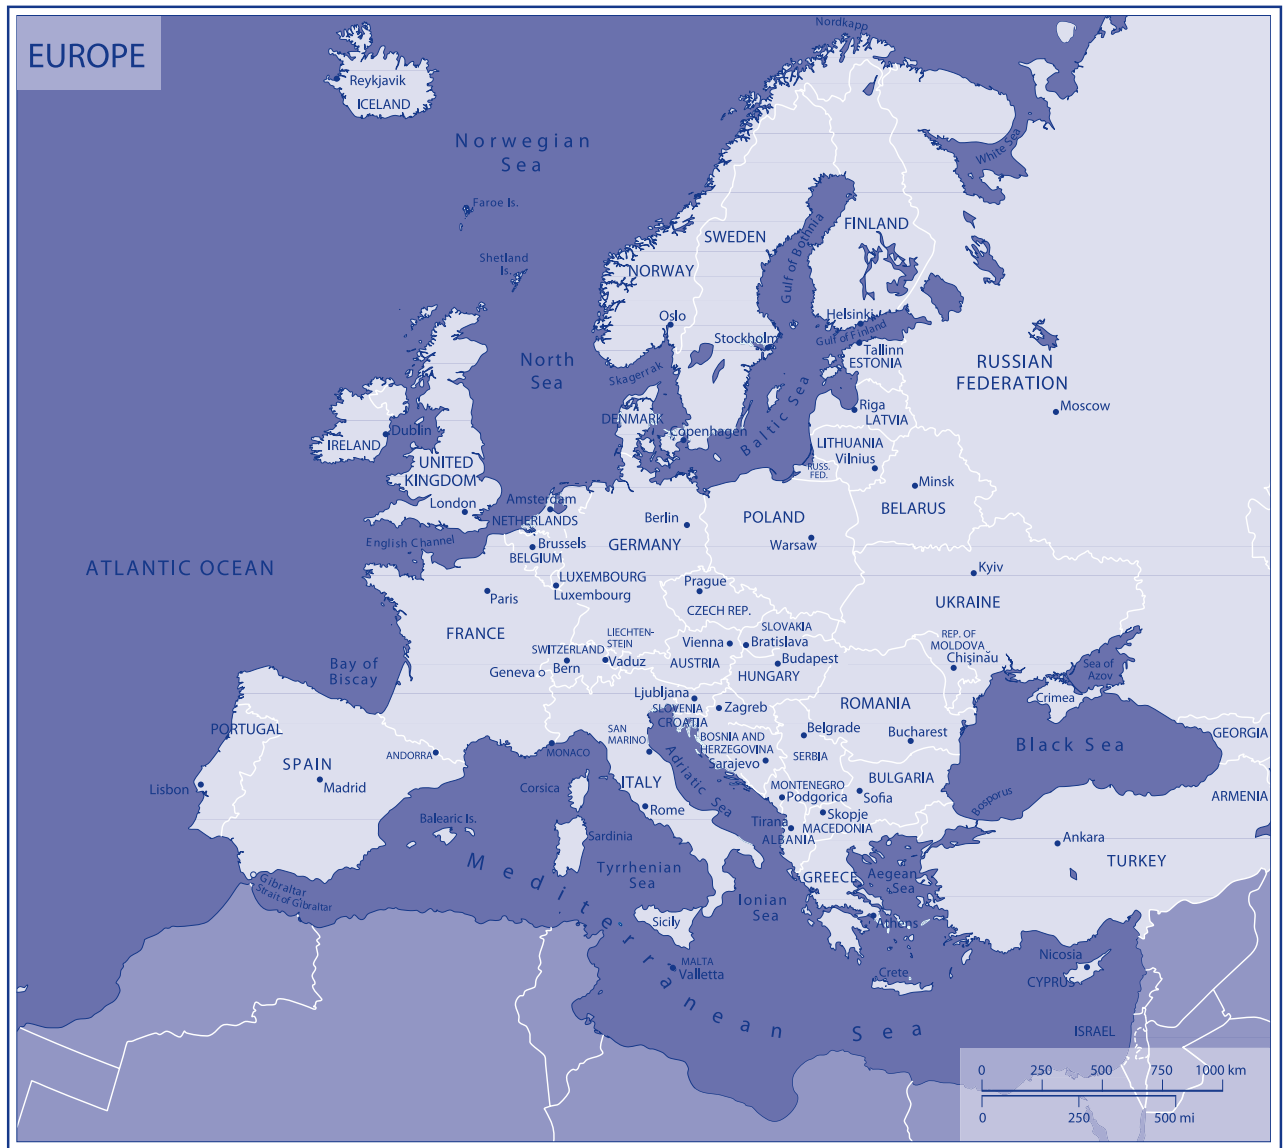 EUROPE
Nordkapp
Reykjavik
ICELAND
Norwegian
Sea
White Sea
Faroe Is.
SWEDEN
FINLAND
Gulf of Bothnia
Shetland
Is.
NORWAY
Oslo
Helsinki
Gulf of Finland
Stockholm
Tallinn
ESTONIA
North
Sea
Skagerrak
RUSSIAN
FEDERATION
Moscow
Baltic Sea
Riga
LATVIA
DENMARK
Copenhagen
Dublin
IRELAND
LITHUANIA
Vilnius
RUSS.
FED.
UNITED
KINGDOM
Minsk
BELARUS
London
Amsterdam
NETHERLANDS
Berlin
POLAND
Warsaw
English Channel
Brussels
BELGIUM
GERMANY
ATLANTIC OCEAN
Kyiv
LUXEMBOURG
Luxembourg
Prague
CZECH REP.
Paris
UKRAINE
FRANCE
SLOVAKIA
LIECHTEN-
STEIN
Vienna
Bratislava
REP. OF
MOLDOVA
Chişinău
SWITZERLAND
Bern
Vaduz
AUSTRIA
Budapest
HUNGARY
Geneva
Bay of
Biscay
Sea of
Azov
Crimea
Ljubljana
SLOVENIA
CROATIA
Zagreb
ROMANIA
PORTUGAL
SAN
MARINO
BOSNIA AND
HERZEGOVINA
Sarajevo
Belgrade
SERBIA
Bucharest
Black Sea
GEORGIA
ANDORRA
MONACO
Adriatic Sea
SPAIN
Madrid
Lisbon
Corsica
ITALY
Rome
MONTENEGRO
Podgorica
BULGARIA
Sofia
Bosporus
ARMENIA
Balearic Is.
Tirana
ALBANIA
Skopje
MACEDONIA
Sardinia
Ankara
TURKEY
Mediterranean Sea
Tyrrhenian
Sea
GREECE
Aegean
Sea
Gibraltar
Strait of Gibraltar
Ionian
Sea
Sicily
Athens
MALTA
Valletta
Crete
Nicosia
CYPRUS
ISRAEL
0 250 500 750 1000 km
0 250 500 mi